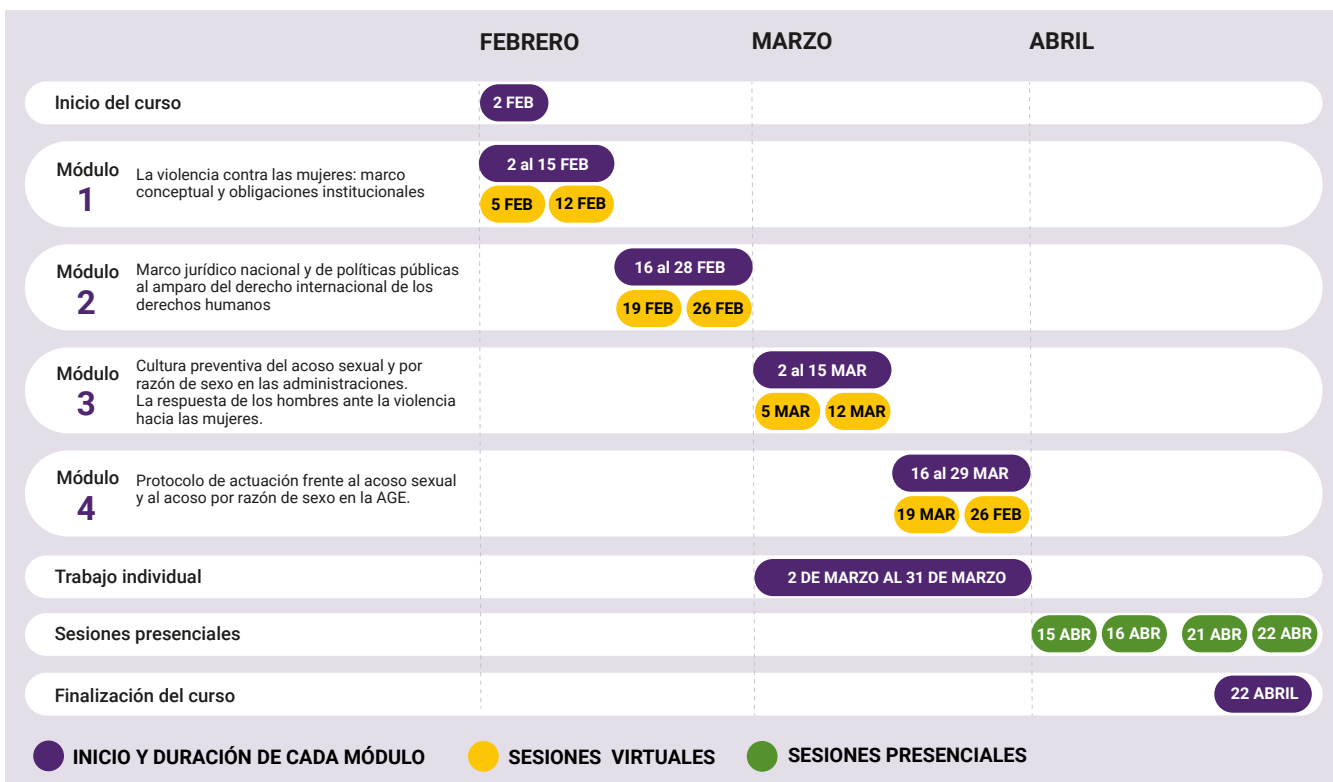 FEBRERO MARZO ABRIL
Inicio del curso
2 FEB
Módulo
1
La violencia contra las mujeres: marco
conceptual y obligaciones institucionales
2 al 15 FEB
5 FEB 12 FEB
Módulo
2
Marco jurídico nacional y de políticas públicas
al amparo del derecho internacional de los
derechos humanos
16 al 28 FEB
19 FEB 26 FEB
Módulo
3
Cultura preventiva del acoso sexual y por
razón de sexo en las administraciones.
La respuesta de los hombres ante la violencia
hacia las mujeres.
2 al 15 MAR
5 MAR 12 MAR
Módulo
4
Protocolo de actuación frente al acoso sexual
y al acoso por razón de sexo en la AGE.
16 al 29 MAR
19 MAR 26 FEB
Trabajo individual
2 DE MARZO AL 31 DE MARZO
Sesiones presenciales
15 ABR 16 ABR 21 ABR 22 ABR
Finalización del curso
22 ABRIL
INICIO Y DURACIÓN DE CADA MÓDULO SESIONES VIRTUALES SESIONES PRESENCIALES